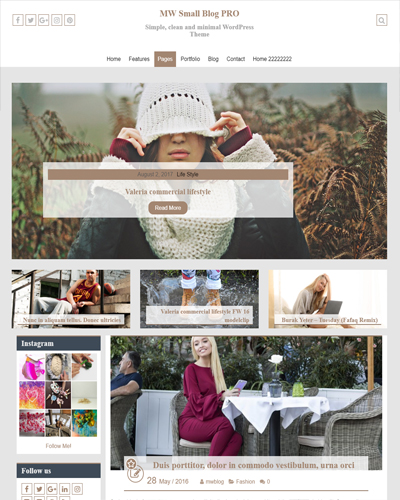 MW Small Blog PRO
Simple, clean and minimal WordPress
Theme
Home Features Pages Portfolio Blog Contact Home 22222222
August 2, 2017 Life Style
Valeria commercial lifestyle
Read More
Nunc in aliquam tellus. Donec ultricies
Valeria commercial lifestyle FW 16
modelclip
Burak Yeter – Tuesday (Fafaq Remix)
Instagram
Follow Me!
Follow us
Duis porttitor, dolor in commodo vestibulum, urna orci
28 May / 2016 mwblog Fashion 0